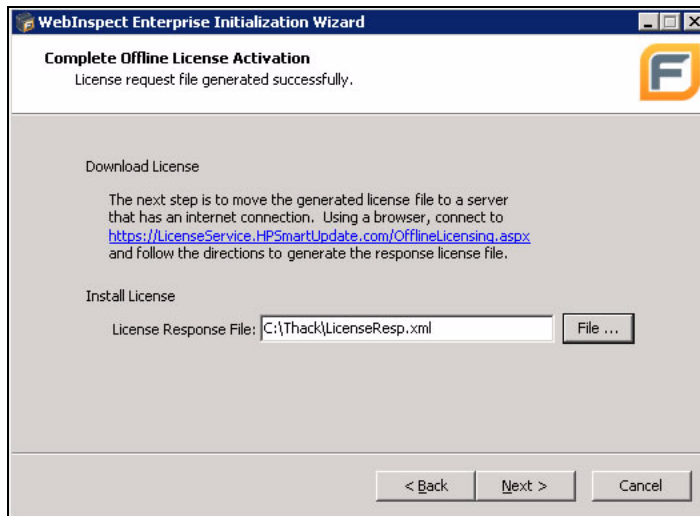 WebInspect Enterprise Initialization Wizard
Complete Offline License Activation
License request file generated successfully.
F
Download License
The next step is to move the generated license file to a server
that has an internet connection. Using a browser, connect to
https://LicenseService.HPSmartUpdate.com/OfflineLicensing.aspx
and follow the directions to generate the response license file.
Install License
License Response File: C:\Thack\LicenseResp.xml File ...
< Back Next > Cancel